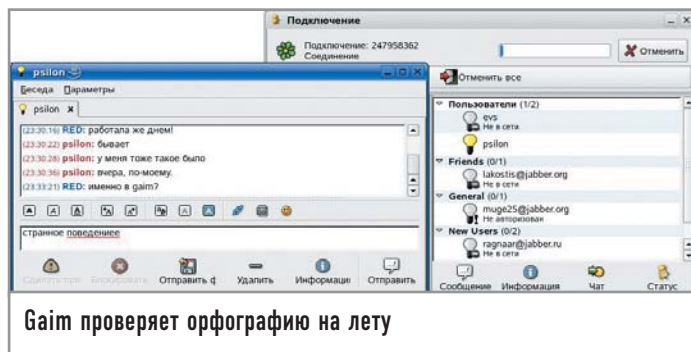 Подключение
Подключение: 247958362
Соединение
Отменить
Отменить все
psilon
Беседа Параметры
psilon
(23:30:16) RED: работала же днем!
(23:30:22) psilon: бывает
(23:30:28) psilon: у меня тоже такое было
(23:30:36) psilon: вчера, по-моему.
(23:33:21) RED: именно в gaim?
странное поведениее
Отправить ф
Удалить
Информация
Отправить
Пользователи (1/2)
evs
Не в сети
psilon
Friends (0/1)
lakostis@jabber.org
Не в сети
General (0/1)
muge25@jabber.org
Не авторизован
New Users (0/2)
ragnaar@jabber.ru
Не в сети
Сообщение
Информация
Чат
Статус
Gaim проверяет орфографию на лету